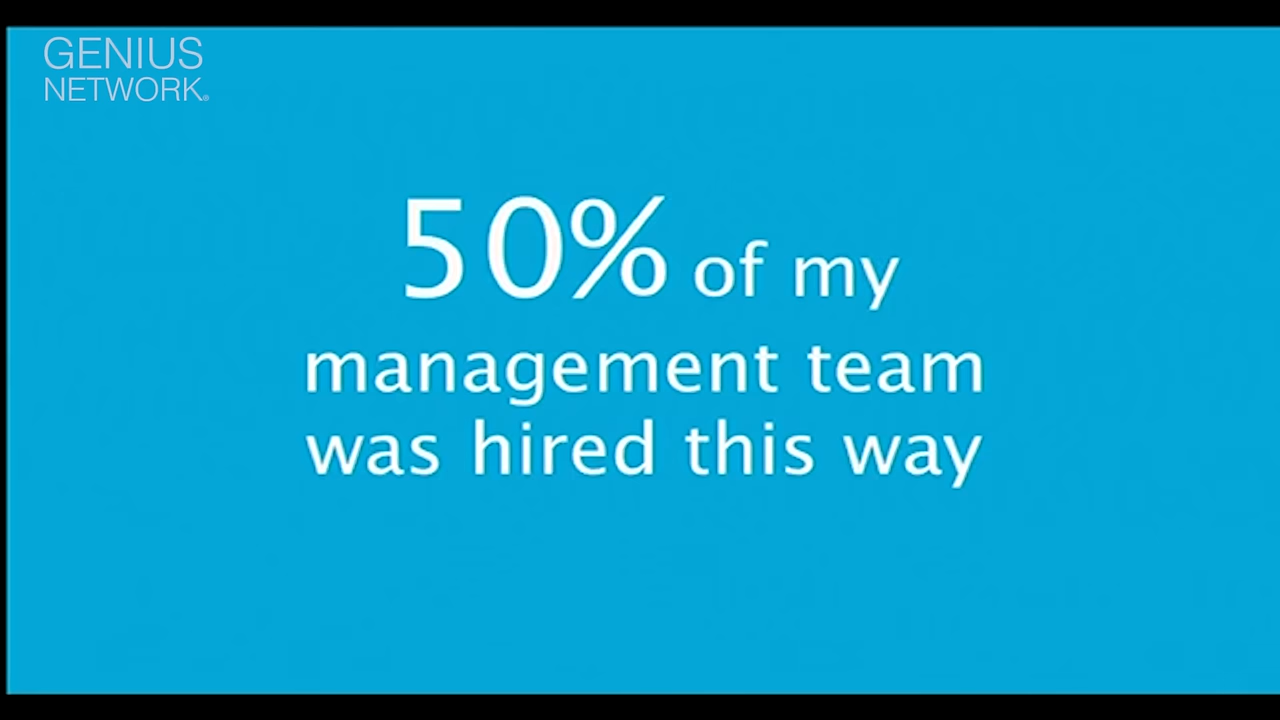 GENIUS
NETWORK®
50% of my
management team
was hired this way